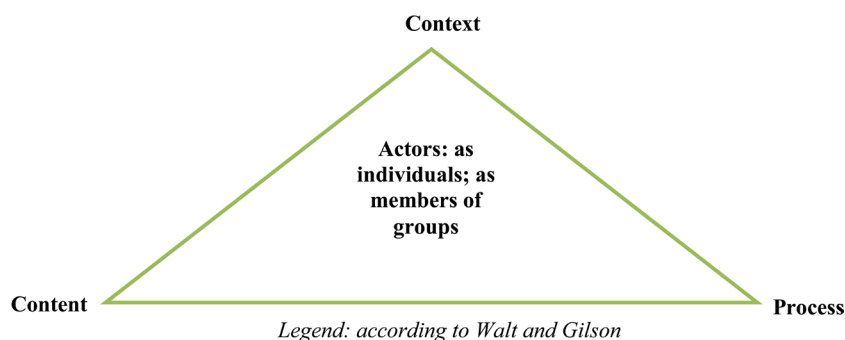 Context
Actors: as
individuals; as
members of
groups
Content
Process
Legend: according to Walt and Gilson